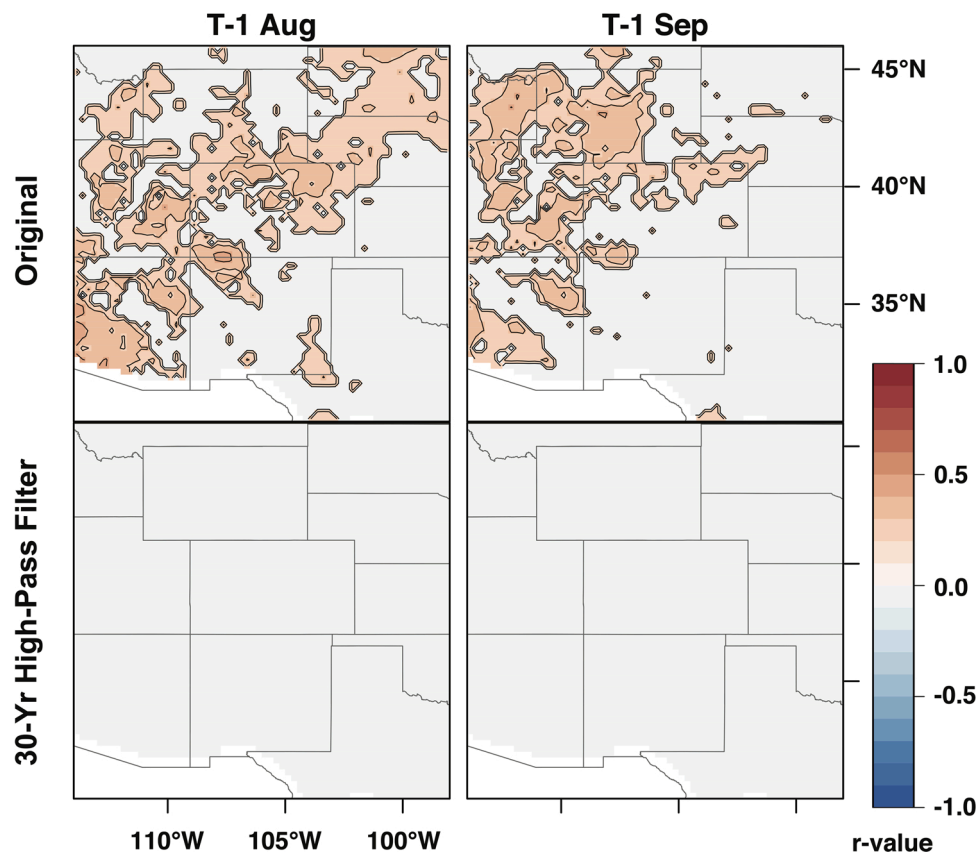 T-1 Aug
T-1 Sep
Original
45°N
40°N
35°N
30-Yr High-Pass Filter
1.0
0.5
0.0
-0.5
-1.0
110°W
105°W
100°W
r-value